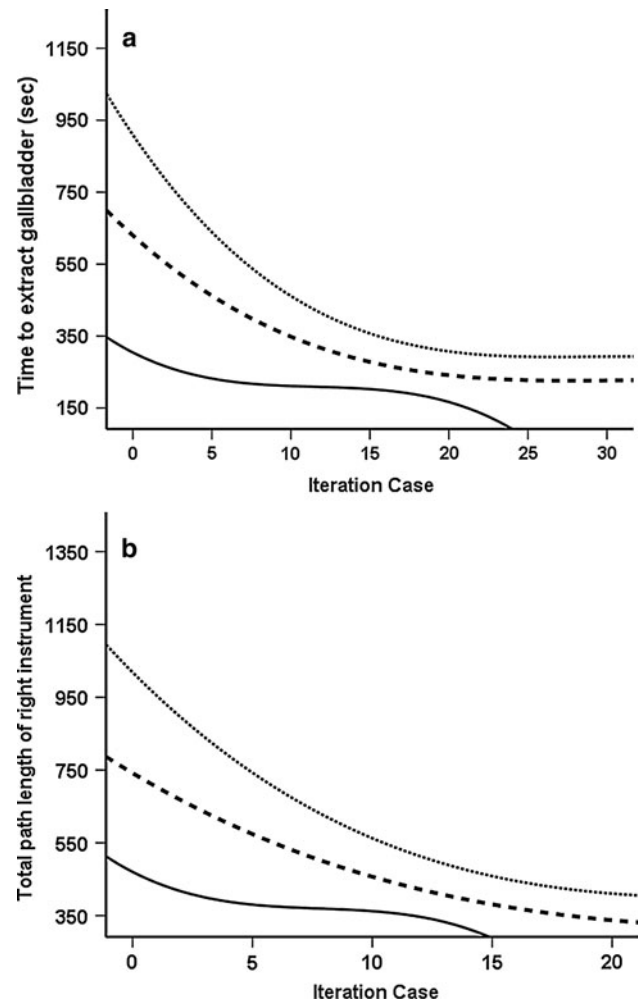 a
Time to extract gallbladder (sec)
1150
950
750
550
350
150
0 5 10 15 20 25 30
Iteration Case
b
Total path length of right instrument
1350
1150
950
750
550
350
0 5 10 15 20
Iteration Case